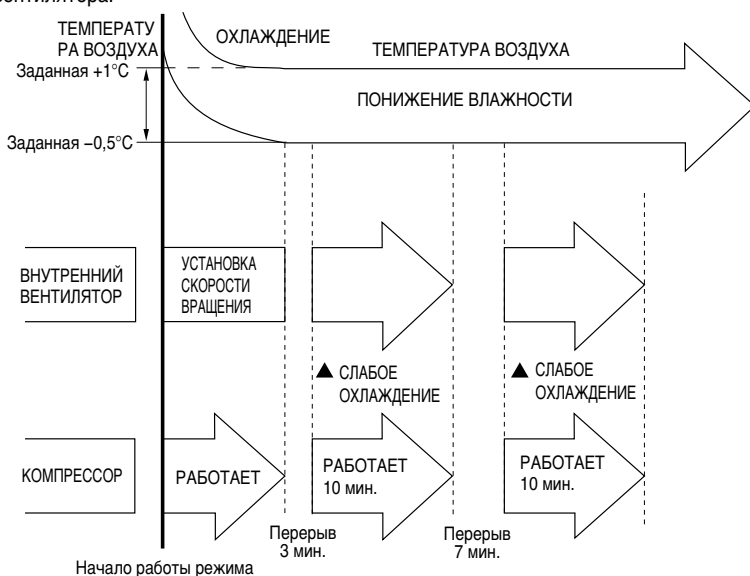 вентилятора.
ТЕМПЕРАТУ
РА ВОЗДУХА
ОХЛАЖДЕНИЕ
ТЕМПЕРАТУРА ВОЗДУХА
Заданная +1°C
ПОНИЖЕНИЕ ВЛАЖНОСТИ
Заданная –0,5°C
ВНУТРЕННИЙ
ВЕНТИЛЯТОР
УСТАНОВКА
СКОРОСТИ
ВРАЩЕНИЯ
▲ СЛАБОЕ
ОХЛАЖДЕНИЕ
▲ СЛАБОЕ
ОХЛАЖДЕНИЕ
КОМПРЕССОР
РАБОТАЕТ
РАБОТАЕТ
10 мин.
РАБОТАЕТ
10 мин.
Перерыв
3 мин.
Перерыв
7 мин.
Начало работы режима